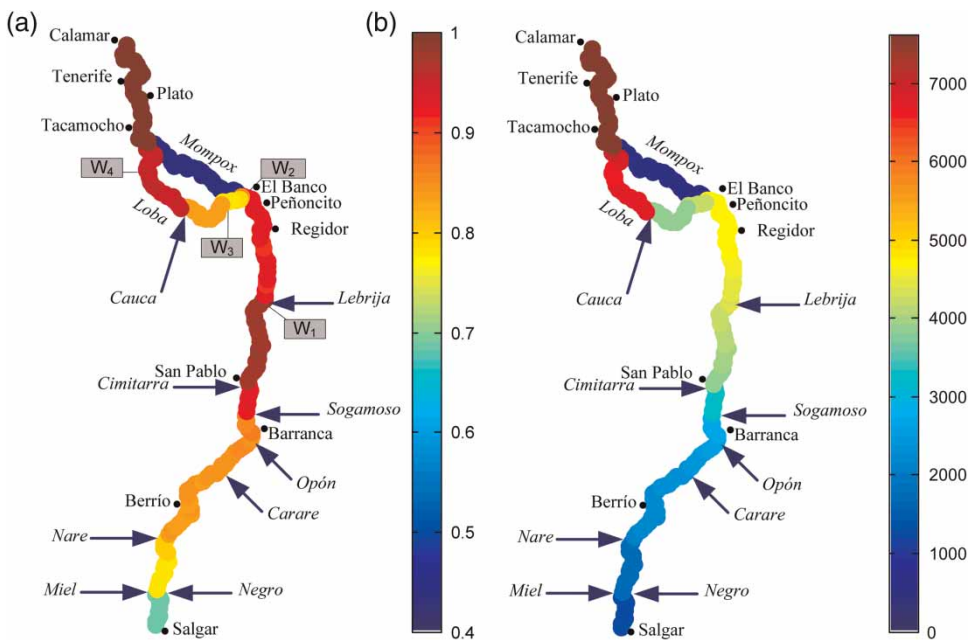 (a)
Calamar
Tenerife
Plato
Tacamocho
Mompox
W4
W2
El Banco
Peñoncito
Loba
W3
Regidor
Cauca
Lebrija
W1
San Pablo
Cimitarra
Sogamoso
Barranca
Opón
Carare
Berrío
Nare
Miel
Negro
Salgar
1
0.9
0.8
0.7
0.6
0.5
0.4
(b)
Calamar
Tenerife
Plato
Tacamocho
Mompox
El Banco
Peñoncito
Loba
Regidor
Cauca
Lebrija
San Pablo
Cimitarra
Sogamoso
Barranca
Opón
Carare
Berrío
Nare
Miel
Negro
Salgar
7000
6000
5000
4000
3000
2000
1000
0